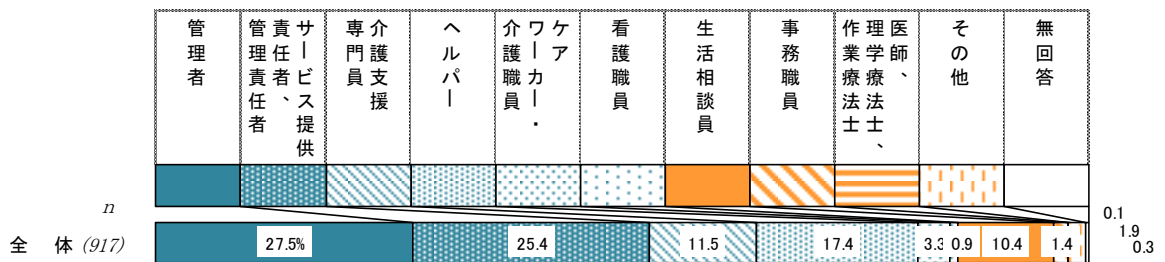 管理者
サービス提供
責任者、
管理責任者
介護支援
専門員
ヘルパー
ケア
ワーカー・
介護職員
看護職員
生活相談員
事務職員
医師、
理学療法士、
作業療法士
その他
無回答
n
全 体 (917)
27.5%
25.4
11.5
17.4
3.3
0.9
10.4
1.4
0.1
1.9
0.3